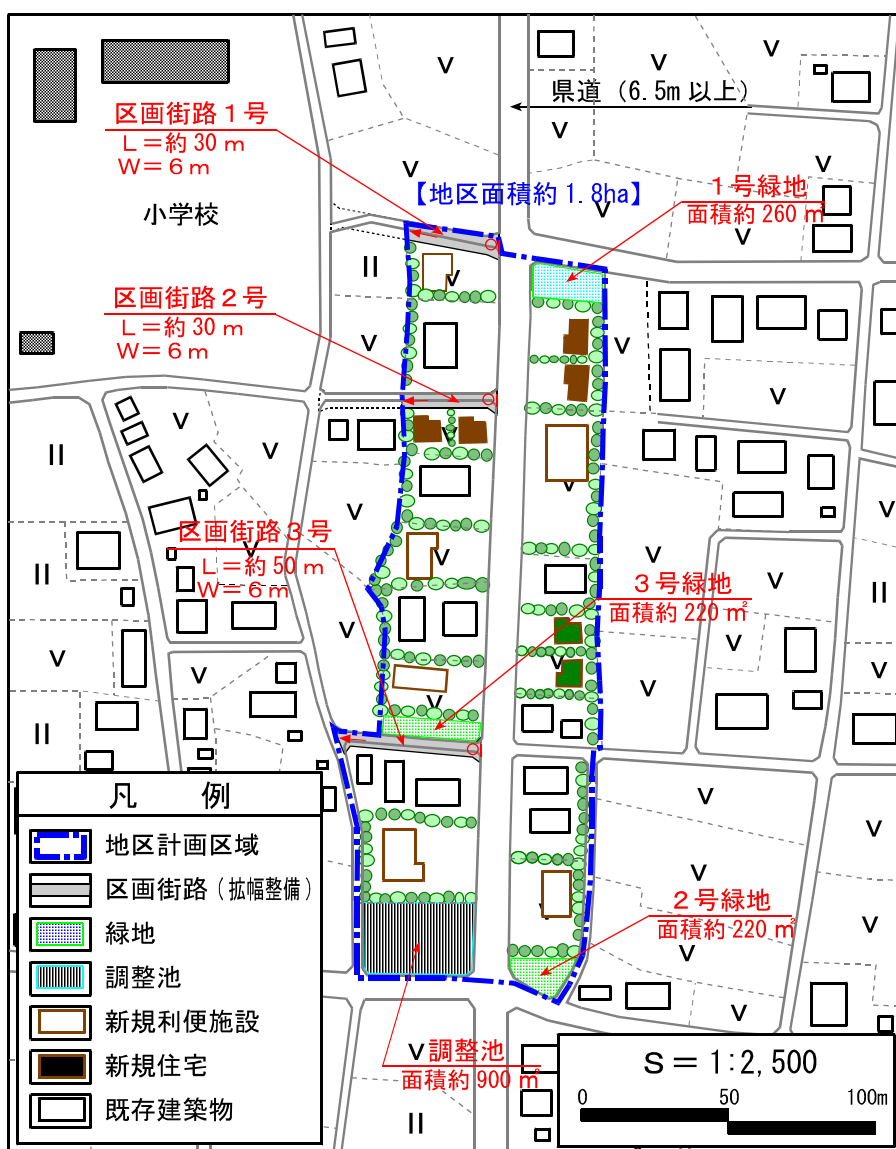 県道（6.5m 以上）
区画街路１号
Ｌ＝約 30 ｍ
Ｗ＝６ｍ
【地区面積約 1.8ha】
１号緑地
面積約 260 ㎡
小学校
区画街路２号
Ｌ＝約 30 ｍ
Ｗ＝６ｍ
区画街路３号
Ｌ＝約 50 ｍ
Ｗ＝６ｍ
３号緑地
面積約 220 ㎡
凡　例
地区計画区域
区画街路（拡幅整備）
緑地
調整池
新規利便施設
新規住宅
既存建築物
２号緑地
面積約 220 ㎡
調整池
面積約 900 ㎡
Ｓ＝ 1:2,500
0 50 100m